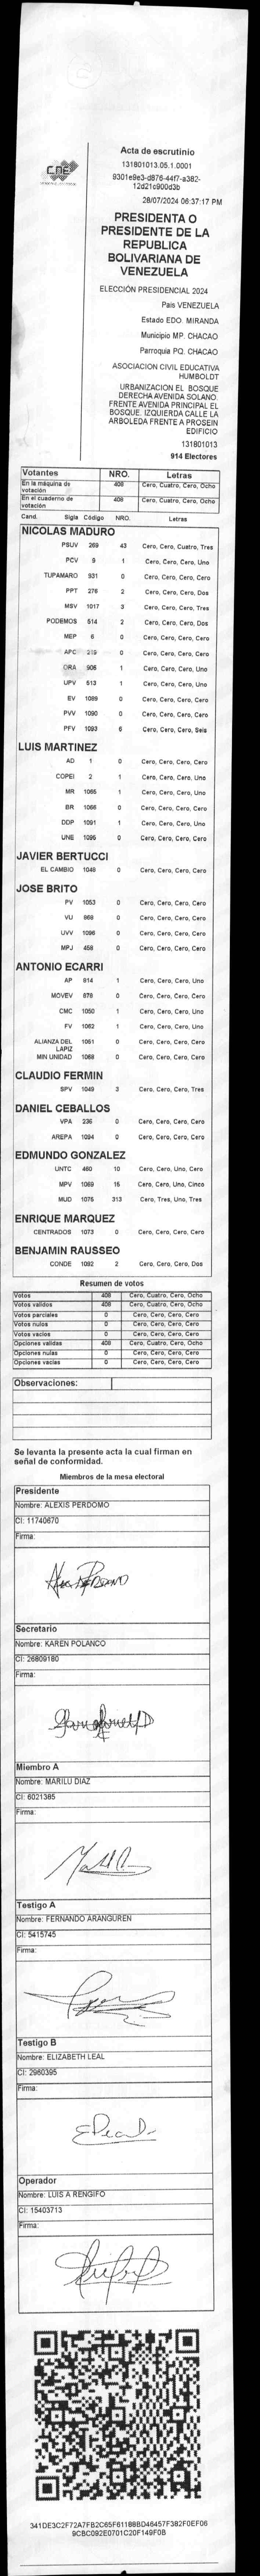 CNE
Acta de escrutinio
131801013.05.1.0001
9301e9e3-d876-44f7-a382-
12d21c900d3b
28/07/2024 06:37:17 PM
PRESIDENTA O
PRESIDENTE DE LA
REPUBLICA
BOLIVARIANA DE
VENEZUELA
ELECCIÓN PRESIDENCIAL 2024
Pais VENEZUELA
Estado EDO. MIRANDA
Municipio MP. CHACAO
Parroquia PQ. CHACAO
ASOCIACION CIVIL EDUCATIVA
HUMBOLDT
URBANIZACION EL BOSQUE
DERECHA AVENIDA SOLANO.
FRENTE AVENIDA PRINCIPAL EL
BOSQUE. IZQUIERDA CALLE LA
ARBOLEDA FRENTE A PROSEIN
EDIFICIO
131801013
914 Electores
Votantes NRO. Letras
En la máquina de votación 408 Cero, Cuatro, Cero, Ocho
En el cuaderno de votación 408 Cero, Cuatro, Cero, Ocho
Cand. Sigla Código NRO. Letras
NICOLAS MADURO
PSUV 269 43 Cero, Cero, Cuatro, Tres
PCV 9 1 Cero, Cero, Cero, Uno
TUPAMARO 931 0 Cero, Cero, Cero, Cero
PPT 276 2 Cero, Cero, Cero, Dos
MSV 1017 3 Cero, Cero, Cero, Tres
PODEMOS 514 2 Cero, Cero, Cero, Dos
MEP 6 0 Cero, Cero, Cero, Cero
APC 219 0 Cero, Cero, Cero, Cero
ORA 906 1 Cero, Cero, Cero, Uno
UPV 513 1 Cero, Cero, Cero, Uno
EV 1089 0 Cero, Cero, Cero, Cero
PVV 1090 0 Cero, Cero, Cero, Cero
PFV 1093 6 Cero, Cero, Cero, Seis
LUIS MARTINEZ
AD 1 0 Cero, Cero, Cero, Cero
COPEI 2 1 Cero, Cero, Cero, Uno
MR 1065 1 Cero, Cero, Cero, Uno
BR 1066 0 Cero, Cero, Cero, Cero
DDP 1091 1 Cero, Cero, Cero, Uno
UNE 1095 0 Cero, Cero, Cero, Cero
JAVIER BERTUCCI
EL CAMBIO 1048 0 Cero, Cero, Cero, Cero
JOSE BRITO
PV 1053 0 Cero, Cero, Cero, Cero
VU 868 0 Cero, Cero, Cero, Cero
UVV 1096 0 Cero, Cero, Cero, Cero
MPJ 458 0 Cero, Cero, Cero, Cero
ANTONIO ECARRI
AP 814 1 Cero, Cero, Cero, Uno
MOVEV 878 0 Cero, Cero, Cero, Cero
CMC 1050 1 Cero, Cero, Cero, Uno
FV 1062 1 Cero, Cero, Cero, Uno
ALIANZA DEL LAPIZ 1061 0 Cero, Cero, Cero, Cero
MIN UNIDAD 1068 0 Cero, Cero, Cero, Cero
CLAUDIO FERMIN
SPV 1049 3 Cero, Cero, Cero, Tres
DANIEL CEBALLOS
VPA 236 0 Cero, Cero, Cero, Cero
AREPA 1094 0 Cero, Cero, Cero, Cero
EDMUNDO GONZALEZ
UNTC 460 10 Cero, Cero, Uno, Cero
MPV 1069 15 Cero, Cero, Uno, Cinco
MUD 1075 313 Cero, Tres, Uno, Tres
ENRIQUE MARQUEZ
CENTRADOS 1073 0 Cero, Cero, Cero, Cero
BENJAMIN RAUSSEO
CONDE 1092 2 Cero, Cero, Cero, Dos
Resumen de votos
Votos 408 Cero, Cuatro, Cero, Ocho
Votos validos 408 Cero, Cuatro, Cero, Ocho
Votos parciales 0 Cero, Cero, Cero, Cero
Votos nulos 0 Cero, Cero, Cero, Cero
Votos vacios 0 Cero, Cero, Cero, Cero
Opciones validas 408 Cero, Cuatro, Cero, Ocho
Opciones nulas 0 Cero, Cero, Cero, Cero
Opciones vacias 0 Cero, Cero, Cero, Cero
Observaciones:
Se levanta la presente acta la cual firman en
señal de conformidad.
Miembros de la mesa electoral
Presidente
Nombre: ALEXIS PERDOMO
CI: 11740670
Firma:
Secretario
Nombre: KAREN POLANCO
CI: 26809180
Firma:
Miembro A
Nombre: MARILU DIAZ
CI: 6021385
Firma:
Testigo A
Nombre: FERNANDO ARANGUREN
CI: 5415745
Firma:
Testigo B
Nombre: ELIZABETH LEAL
CI: 2980395
Firma:
Operador
Nombre: LUIS A RENGIFO
CI: 15403713
Firma:
341DE3C2F72A7FB2C65F61188BD46457F382F0EF06
9CBC092E0701C20F149F0B